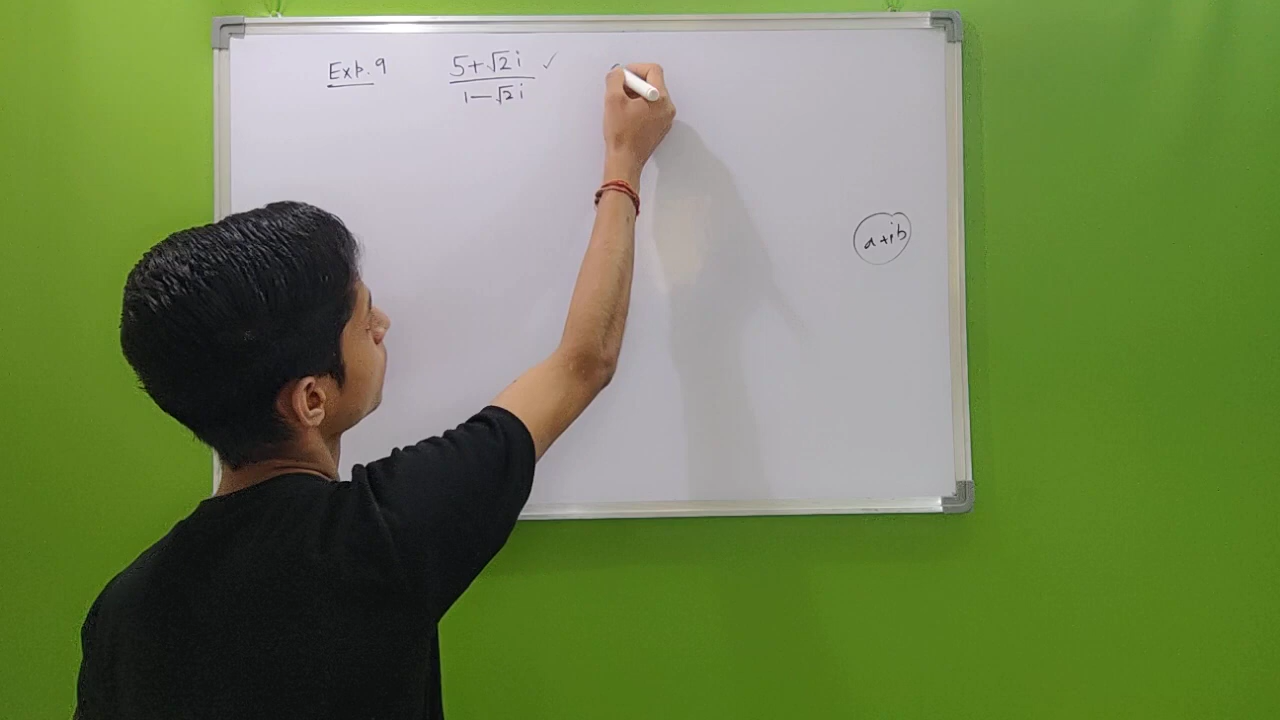 Exp. 9
5+√2i ✓
1-√2i
a+ib